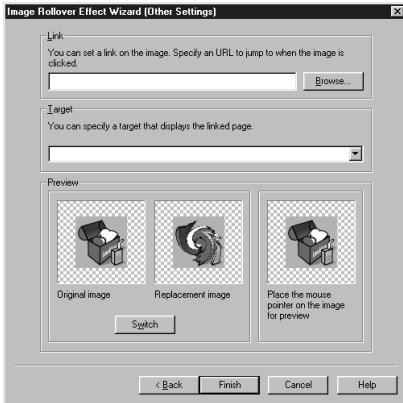 Image Rollover Effect Wizard (Other Settings)
Link
You can set a link on the image. Specify an URL to jump to when the image is
clicked.
Browse...
Target
You can specify a target that displays the linked page.
Preview
Original image
Replacement image
Place the mouse
pointer on the image
for preview
Switch
< Back
Finish
Cancel
Help